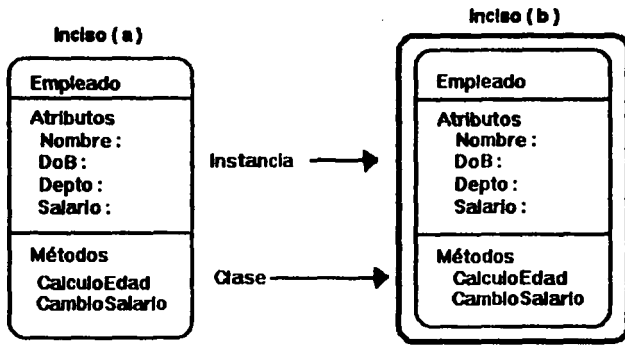 Inciso ( a )
Empleado
Atributos
Nombre :
DoB :
Depto :
Salario :
Métodos
CalculoEdad
CambioSalario
Instancia
Clase
Inciso ( b )
Empleado
Atributos
Nombre :
DoB :
Depto :
Salario :
Métodos
CalculoEdad
CambioSalario